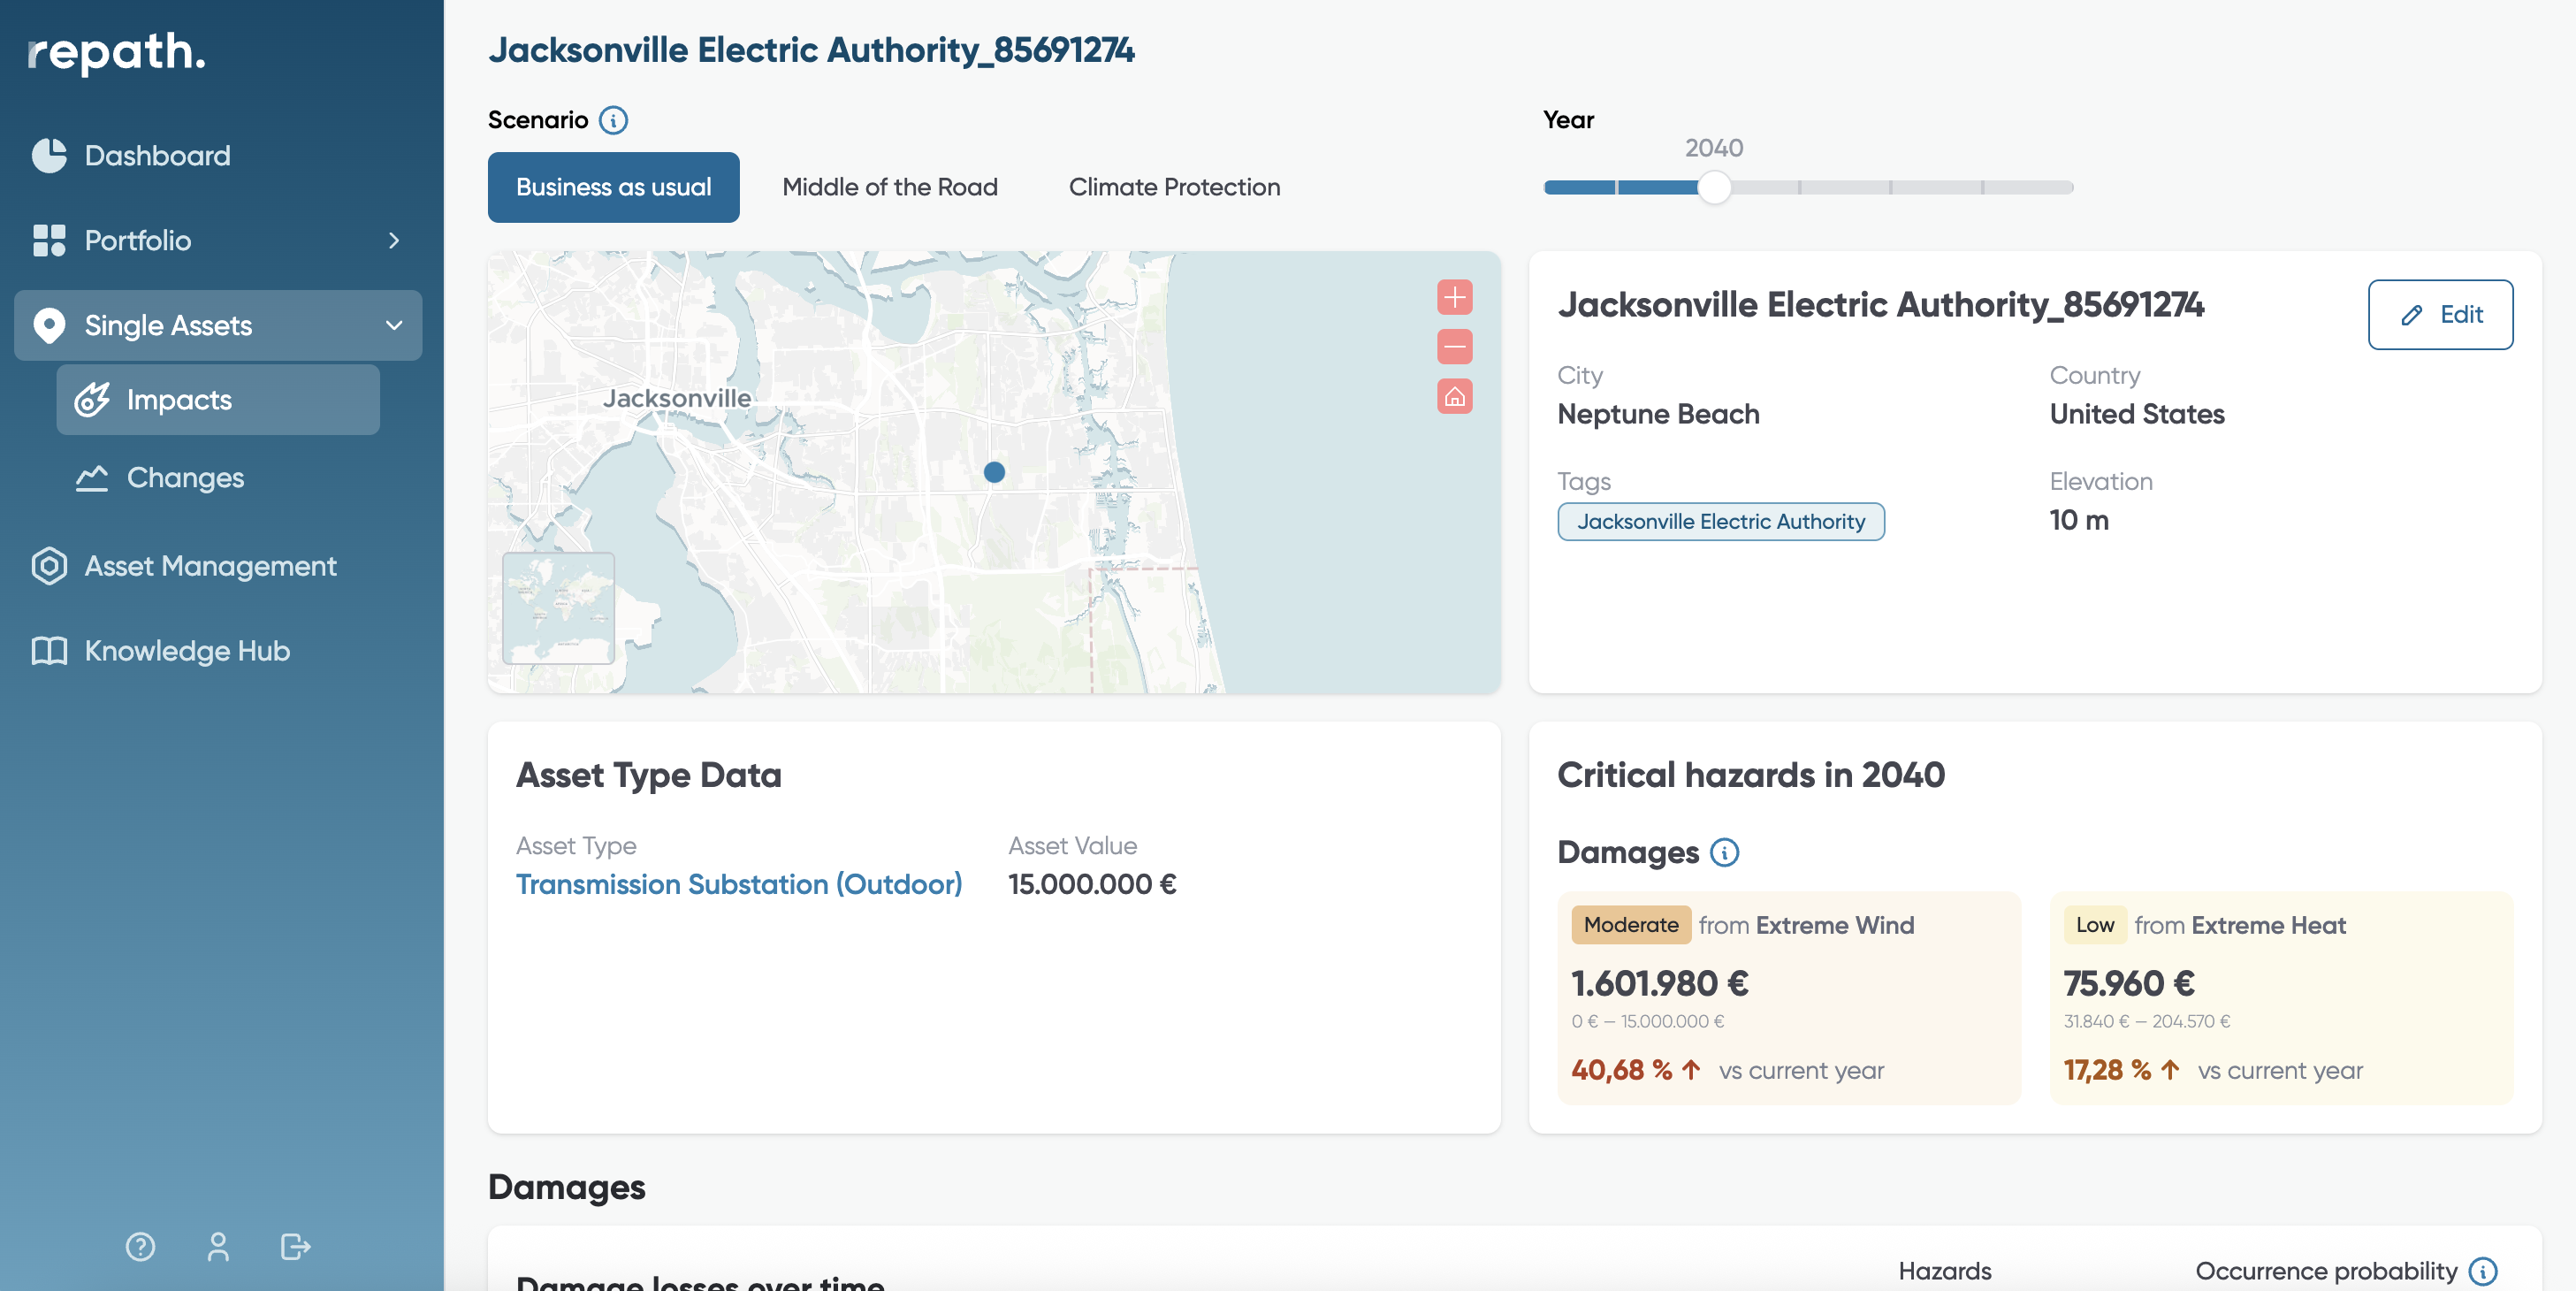 repath.
Dashboard
Portfolio
Single Assets
Impacts
Changes
Asset Management
Knowledge Hub
Jacksonville Electric Authority_85691274
Scenario
Business as usual
Middle of the Road
Climate Protection
Year
2040
Jacksonville
Jacksonville Electric Authority_85691274
Edit
City
Neptune Beach
Country
United States
Tags
Jacksonville Electric Authority
Elevation
10 m
Asset Type Data
Asset Type
Transmission Substation (Outdoor)
Asset Value
15.000.000 €
Critical hazards in 2040
Damages
Moderate from Extreme Wind
1.601.980 €
0 € – 15.000.000 €
40,68 % ↑ vs current year
Low from Extreme Heat
75.960 €
31.840 € – 204.570 €
17,28 % ↑ vs current year
Damages
Damage losses over time
Hazards
Occurrence probability